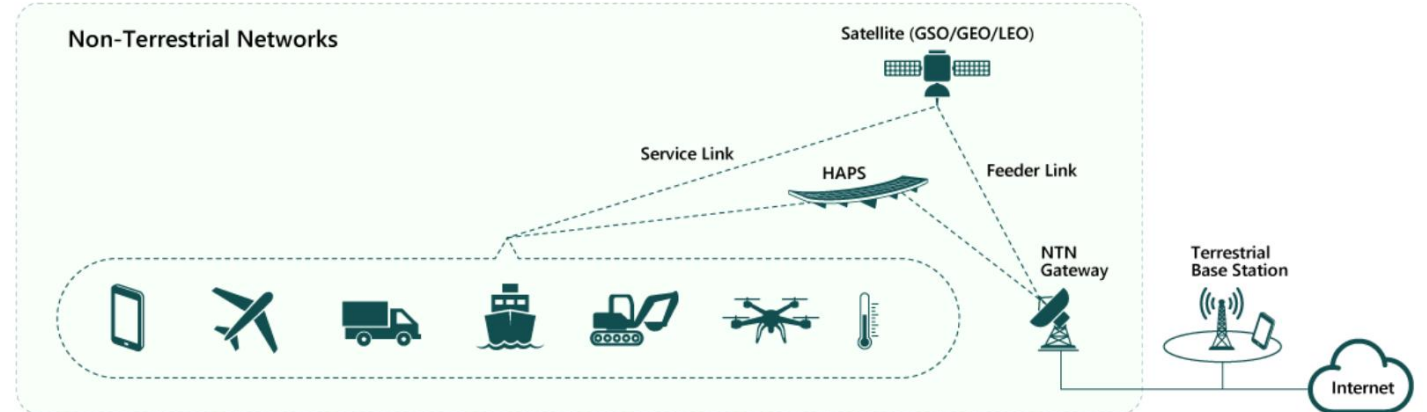 Non-Terrestrial Networks
Satellite (GSO/GEO/LEO)
Service Link
HAPS
Feeder Link
NTN
Gateway
Terrestrial
Base Station
Internet